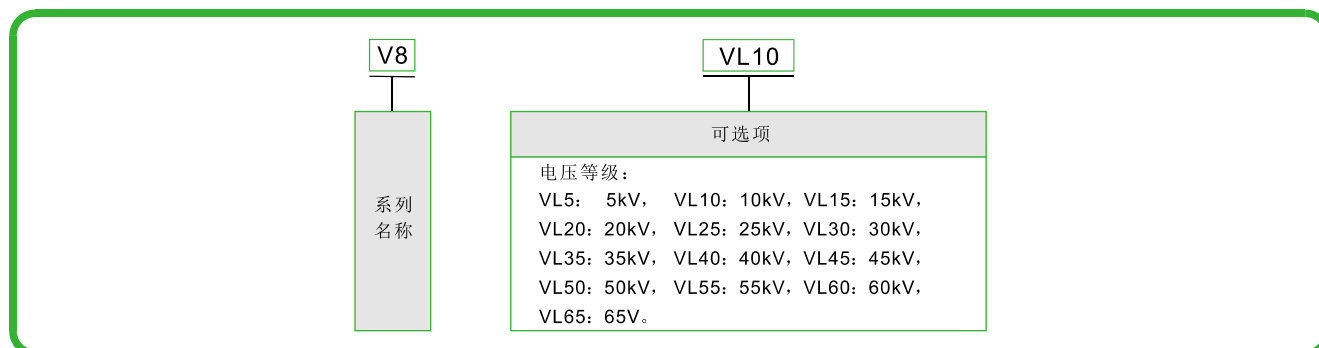 V8
VL10
系列
名称
可选项
电压等级：
VL5： 5kV， VL10：10kV，VL15：15kV，
VL20：20kV， VL25：25kV，VL30：30kV，
VL35：35kV， VL40：40kV，VL45：45kV，
VL50：50kV， VL55：55kV，VL60：60kV，
VL65：65V。